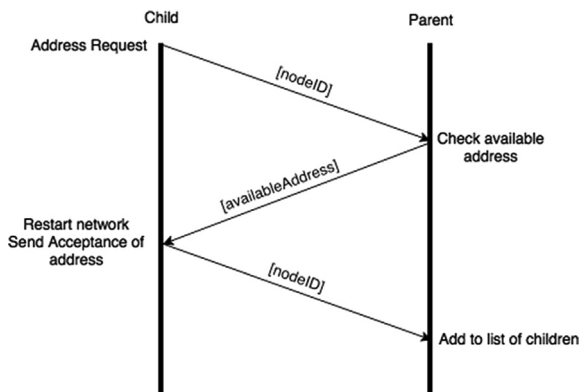 Child
Parent
Address Request
[nodeID]
Check available
address
[availableAddress]
Restart network
Send Acceptance of
address
[nodeID]
Add to list of children